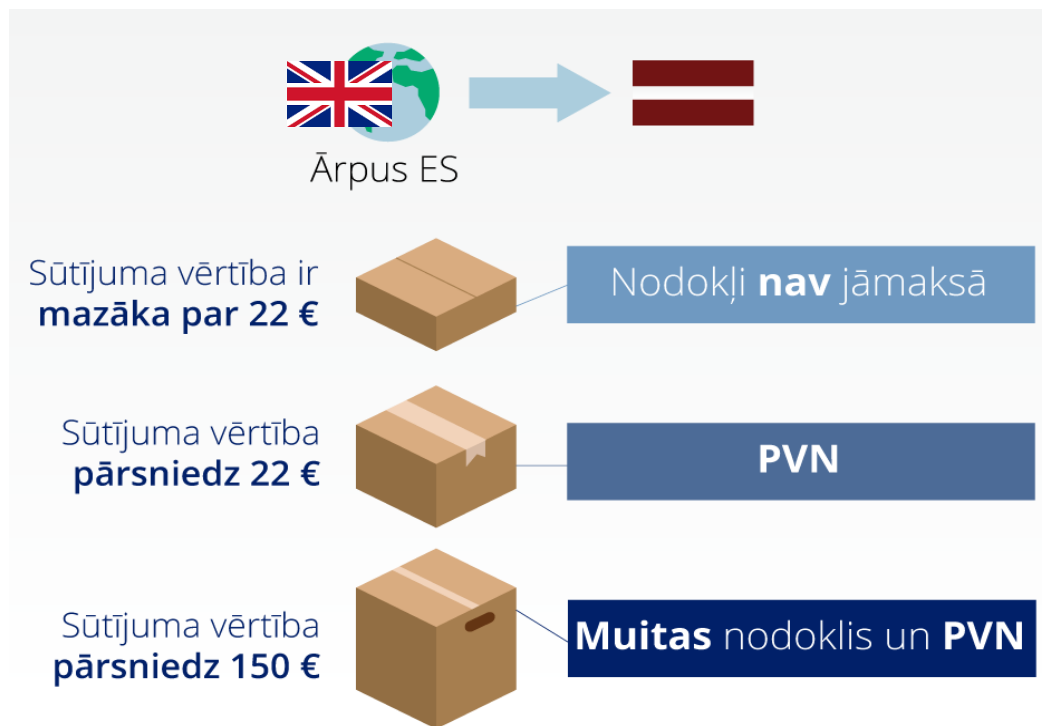 Ārpus ES
Sūtījuma vērtība ir
mazāka par 22 €
Nodokļi nav jāmaksā
Sūtījuma vērtība
pārsniedz 22 €
PVN
Sūtījuma vērtība
pārsniedz 150 €
Muitas nodoklis un PVN